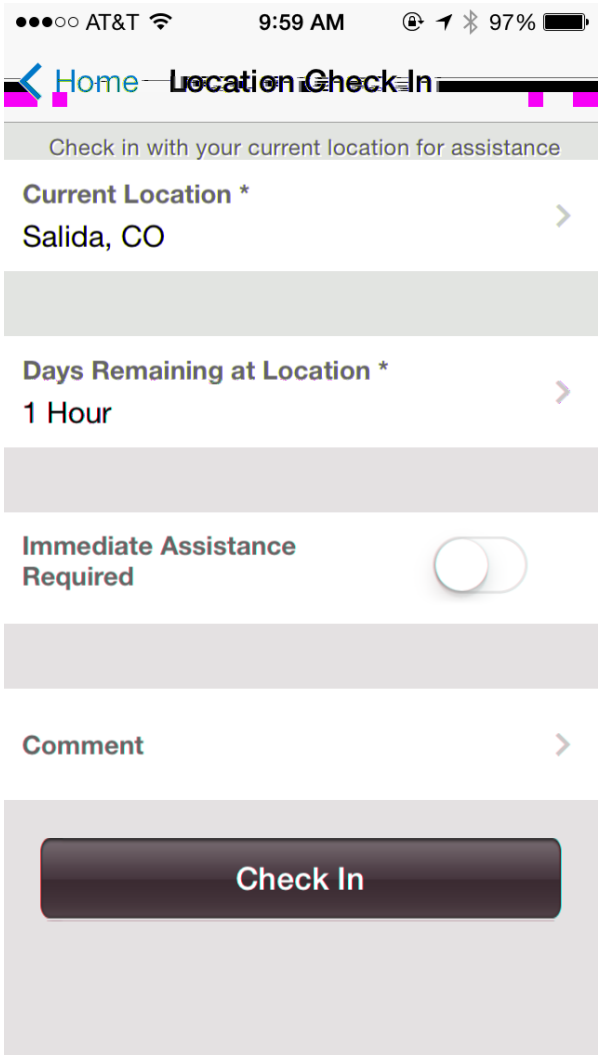 AT&T 9:59 AM 97%
Home Location Check In
Check in with your current location for assistance
Current Location *
Salida, CO
Days Remaining at Location *
1 Hour
Immediate Assistance
Required
Comment
Check In